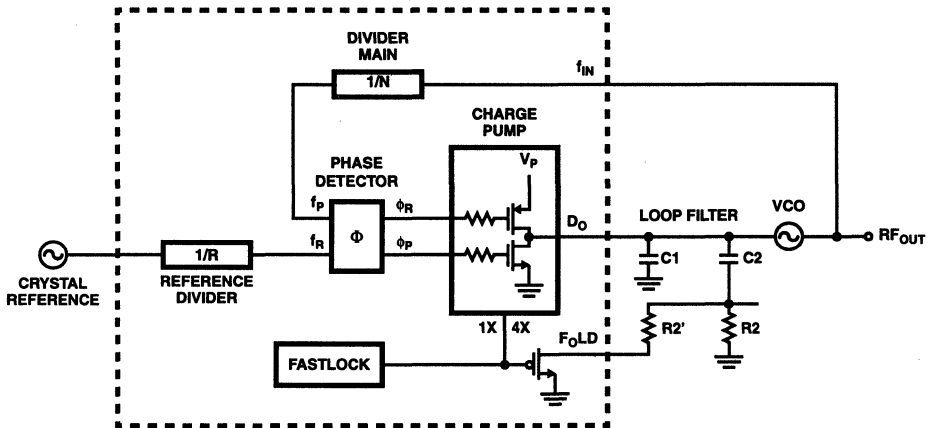 DIVIDER
MAIN
1/N
fIN
CHARGE
PUMP
VP
PHASE
DETECTOR
fP
ϕR
DO
LOOP FILTER
VCO
Φ
RFOUT
fR
ϕP
C1
C2
1/R
CRYSTAL
REFERENCE
REFERENCE
DIVIDER
1X
4X
FOLD
R2'
R2
FASTLOCK